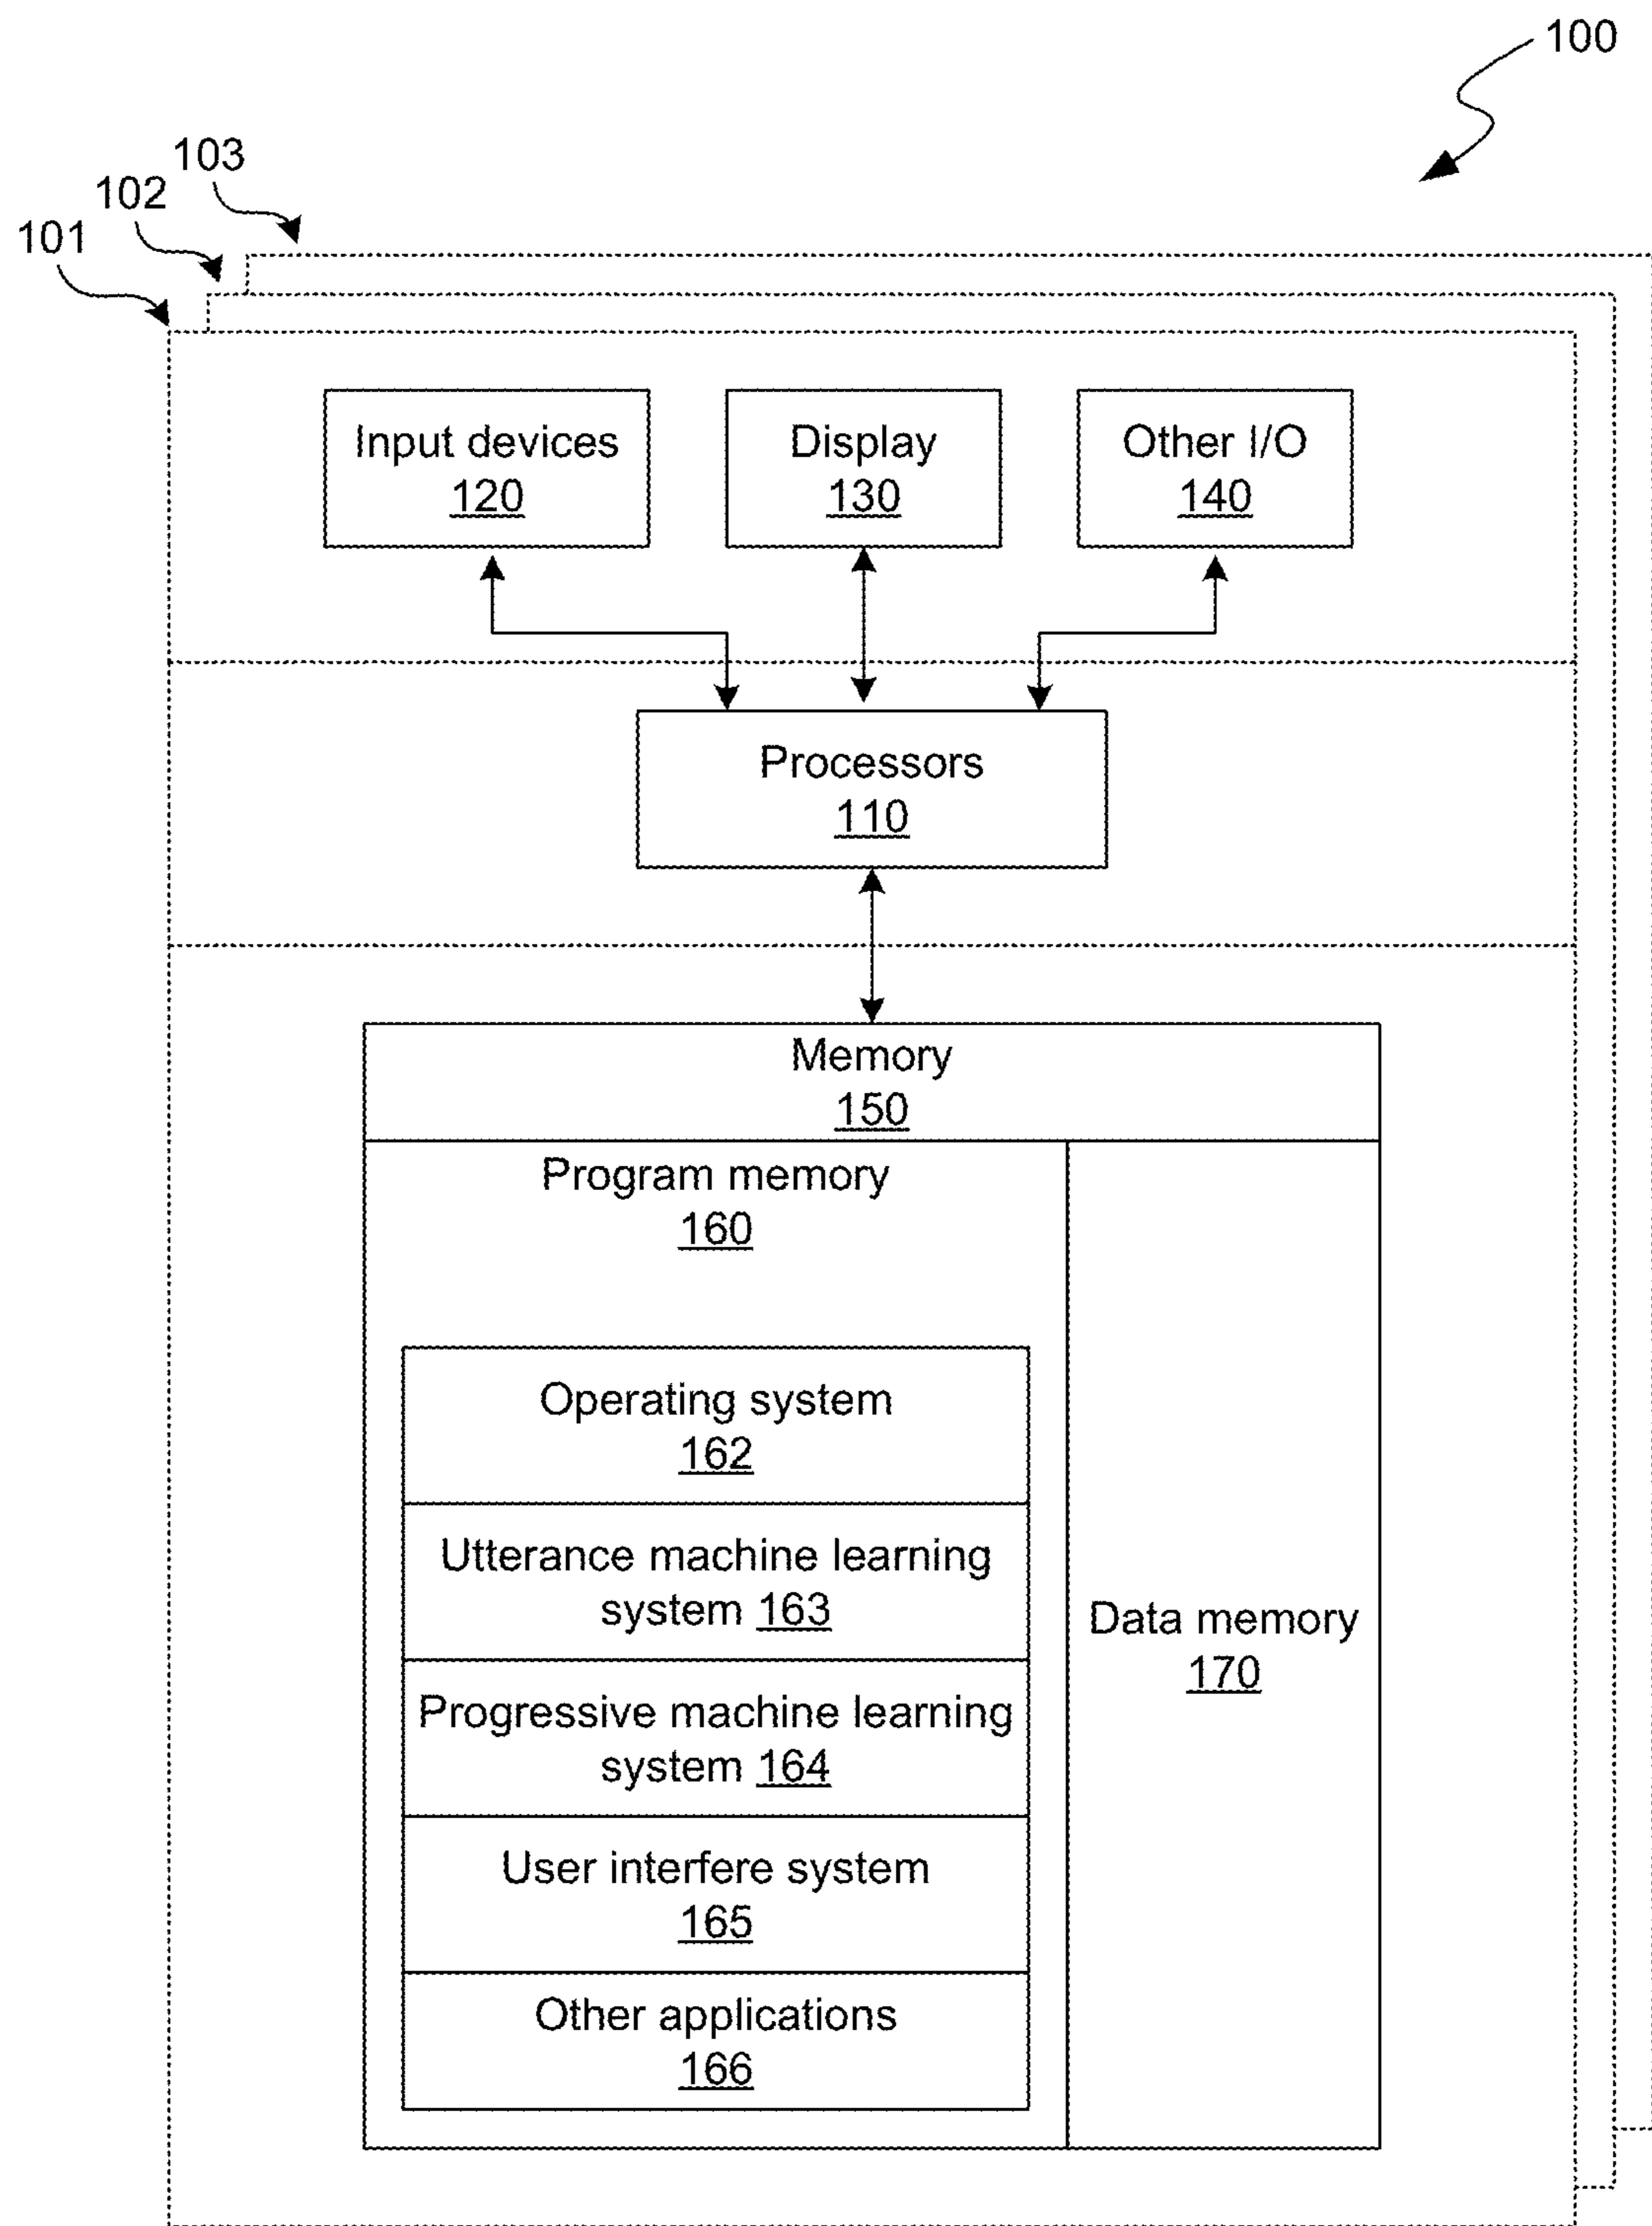 100
103
102
101
Input devices
120
Display
130
Other I/O
140
Processors
110
Memory
150
Program memory
160
Operating system
162
Utterance machine learning
system 163
Progressive machine learning
system 164
User interfere system
165
Other applications
166
Data memory
170